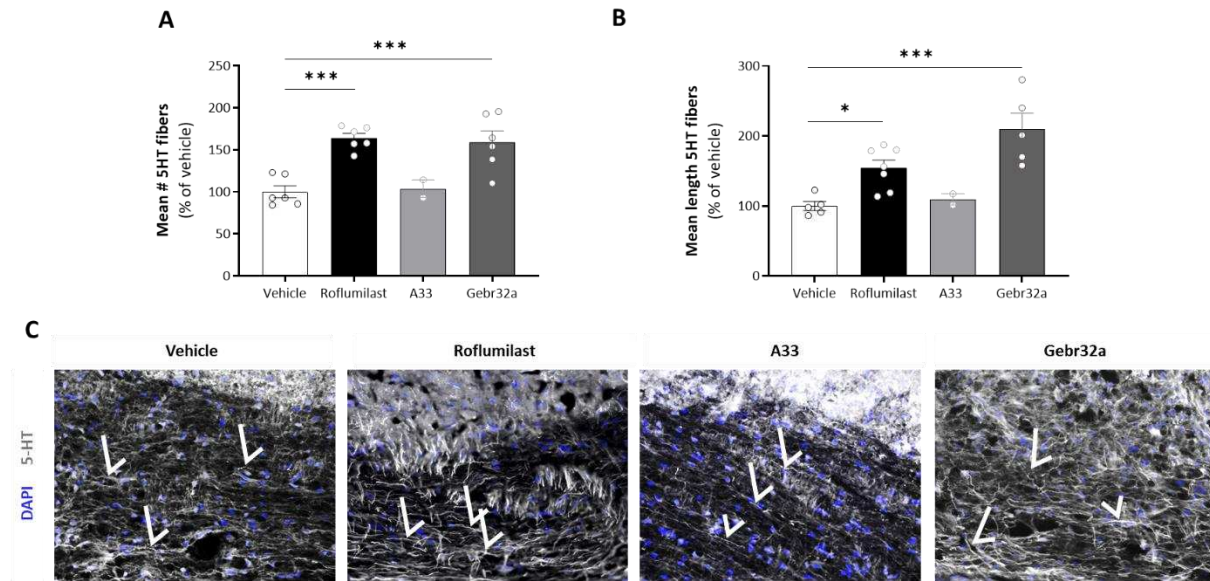 A
Mean # 5HT fibers
(% of vehicle)
250
200
150
100
50
0
***
***
Vehicle
Roflumilast
A33
Gebr32a
B
Mean length 5HT fibers
(% of vehicle)
300
200
100
0
***
*
Vehicle
Roflumilast
A33
Gebr32a
C
Vehicle
Roflumilast
A33
Gebr32a
DAPI 5-HT